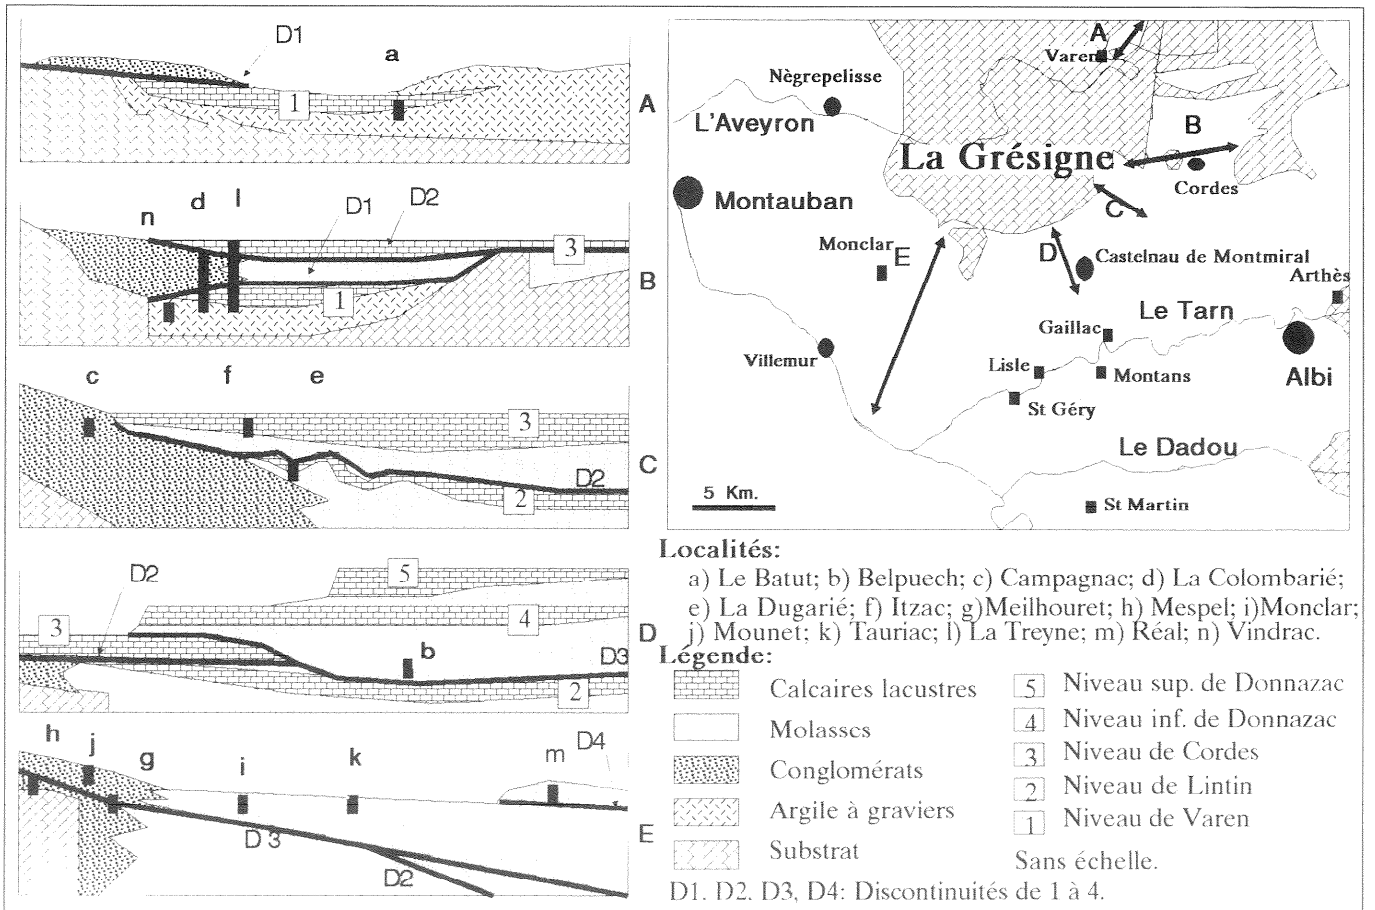 D1
a
1
A
n
d
l
D1
D2
3
1
B
c
f
e
3
C
D2
2
D2
5
3
4
D
b
D3
2
h
j
g
i
k
m
D4
D 3
D2
E
A
Varen
Nègrepelisse
L'Aveyron
B
La Grésigne
Cordes
Montauban
C
Monclar
E
D
Castelnau de Montmiral
Arthès
Le Tarn
Gaillac
Villemur
Lisle
Montans
Albi
St Géry
Le Dadou
5 Km.
St Martin
Localités:
a) Le Batut; b) Belpuech; c) Campagnac; d) La Colombarié;
e) La Dugarié; f) Itzac; g)Meilhouret; h) Mespel; i)Monclar;
j) Mounet; k) Tauriac; l) La Treyne; m) Réal; n) Vindrac.
Légende:
Calcaires lacustres
Molasses
Conglomérats
Argile à graviers
Substrat
5 Niveau sup. de Donnazac
4 Niveau inf. de Donnazac
3 Niveau de Cordes
2 Niveau de Lintin
1 Niveau de Varen
Sans échelle.
D1. D2. D3, D4: Discontinuités de 1 à 4.